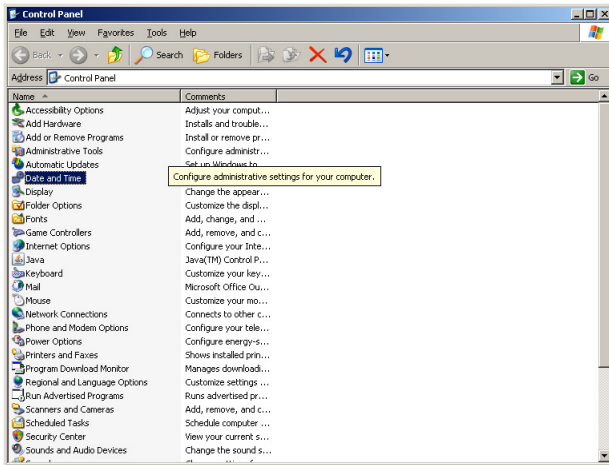 Control Panel
File Edit View Favorites Tools Help
Back Search Folders
Address Control Panel Go
Name Comments
Accessibility Options Adjust your comput...
Add Hardware Installs and trouble...
Add or Remove Programs Install or remove pr...
Administrative Tools Configure administr...
Automatic Updates Set up Windows to
Date and Time Configure administrative settings for your computer.
Display Change the appear...
Folder Options Customize the displ...
Fonts Add, change, and ...
Game Controllers Add, remove, and c...
Internet Options Configure your Inte...
Java Java(TM) Control P...
Keyboard Customize your key...
Mail Microsoft Office Ou...
Mouse Customize your mo...
Network Connections Connects to other c...
Phone and Modem Options Configure your tele...
Power Options Configure energy-s...
Printers and Faxes Shows installed prin...
Program Download Monitor Manages downloadi...
Regional and Language Options Customize settings ...
Run Advertised Programs Runs advertised pr...
Scanners and Cameras Add, remove, and c...
Scheduled Tasks Schedule computer ...
Security Center View your current s...
Sounds and Audio Devices Change the sound s...